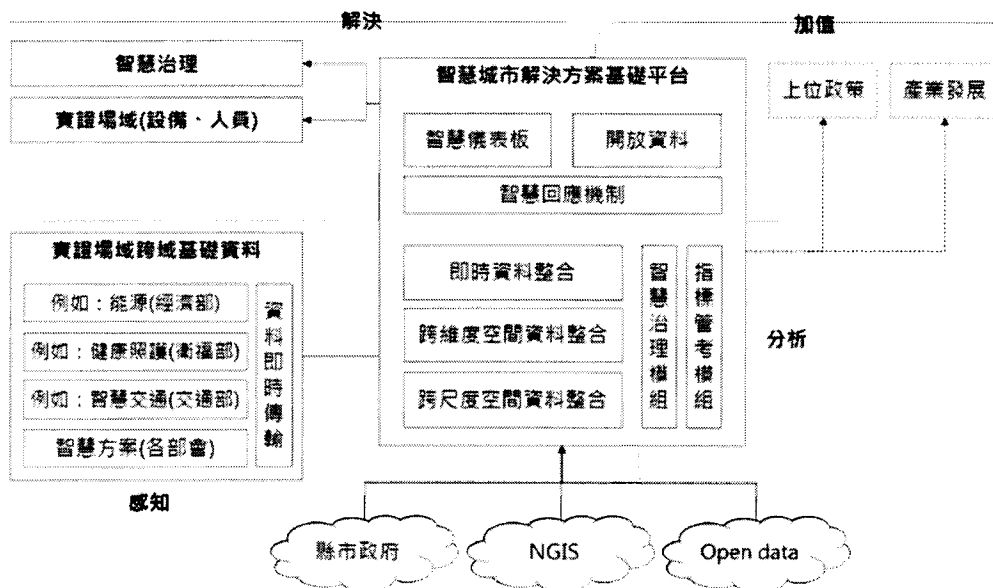 解決
加值
智慧治理
實證場域(設備、人員)
智慧城市解決方案基礎平台
智慧儀表板
開放資料
智慧回應機制
上位政策
產業發展
實證場域跨域基礎資料
例如：能源(經濟部)
例如：健康照護(衛福部)
例如：智慧交通(交通部)
智慧方案(各部會)
資料即時傳輸
即時資料整合
跨維度空間資料整合
跨尺度空間資料整合
智慧治理模組
指標管考模組
分析
感知
縣市政府
NGIS
Open data